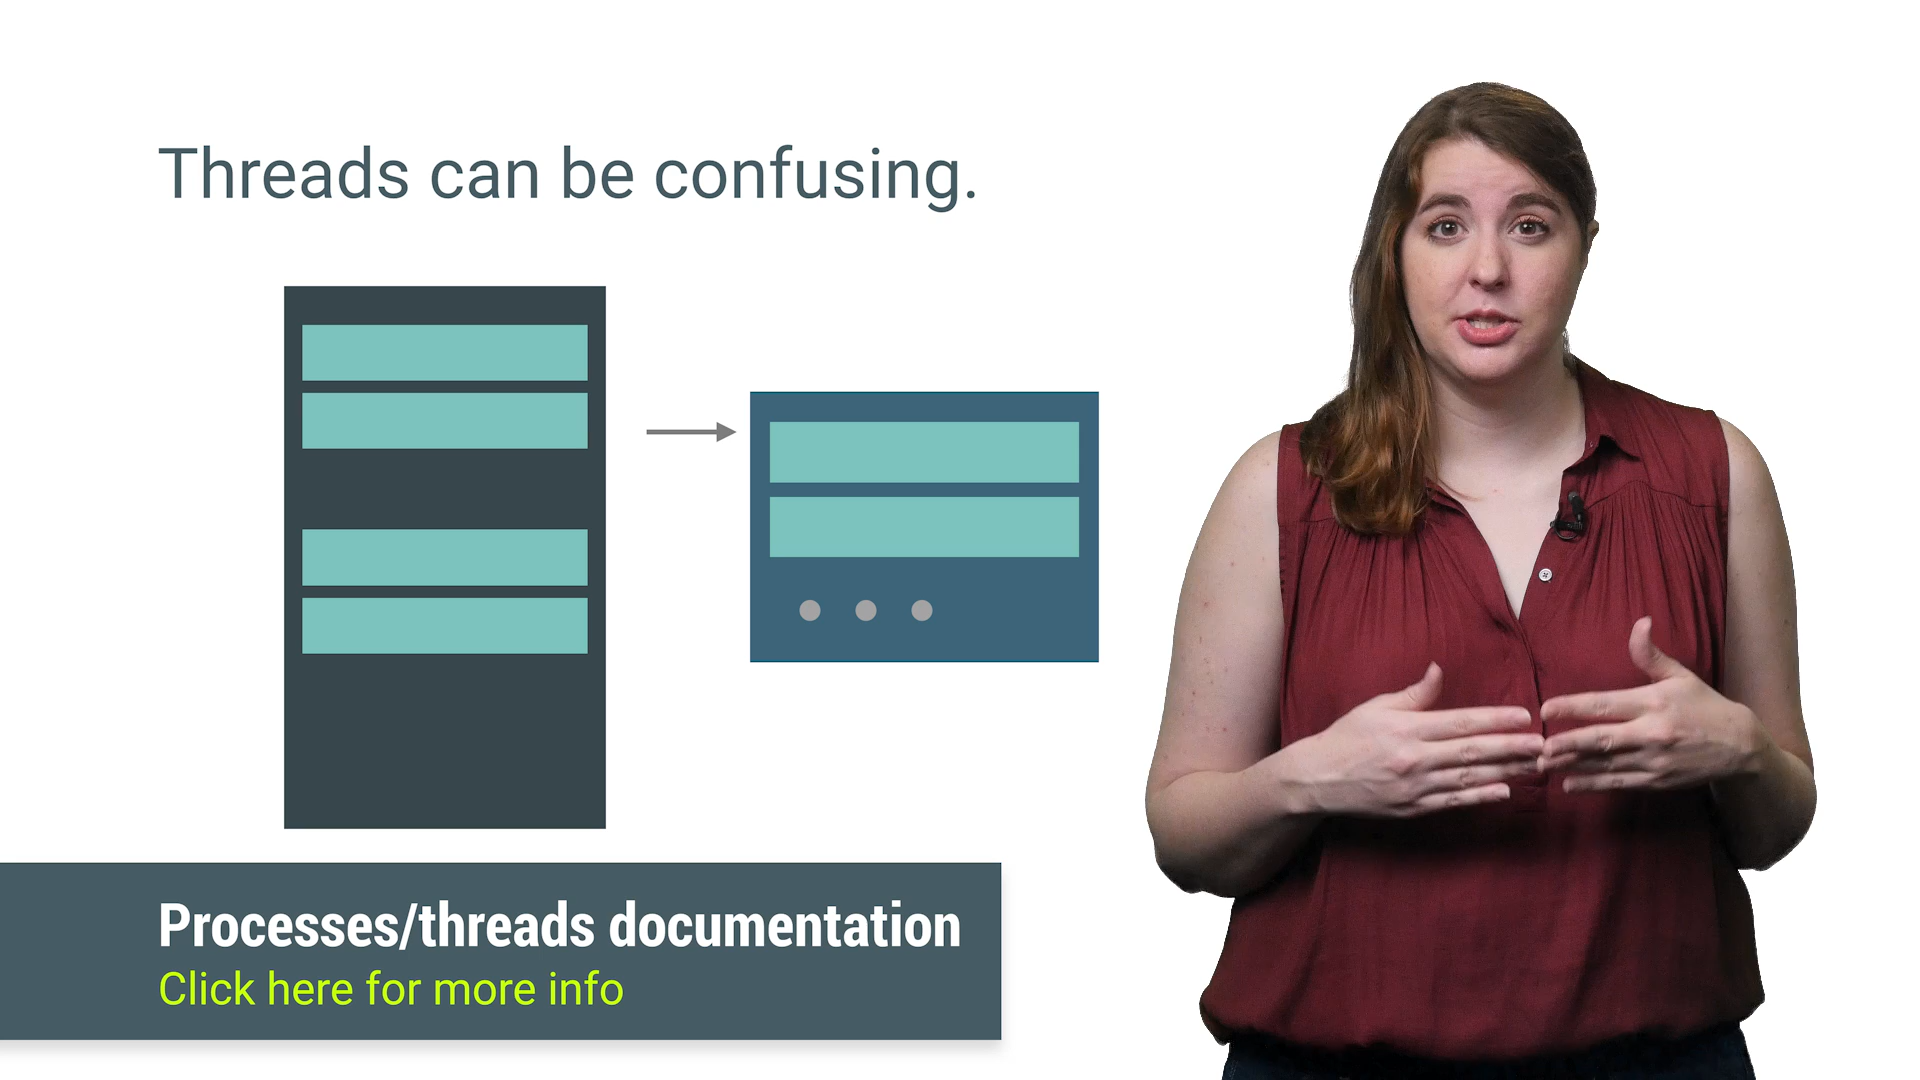 Threads can be confusing.
Processes/threads documentation
Click here for more info